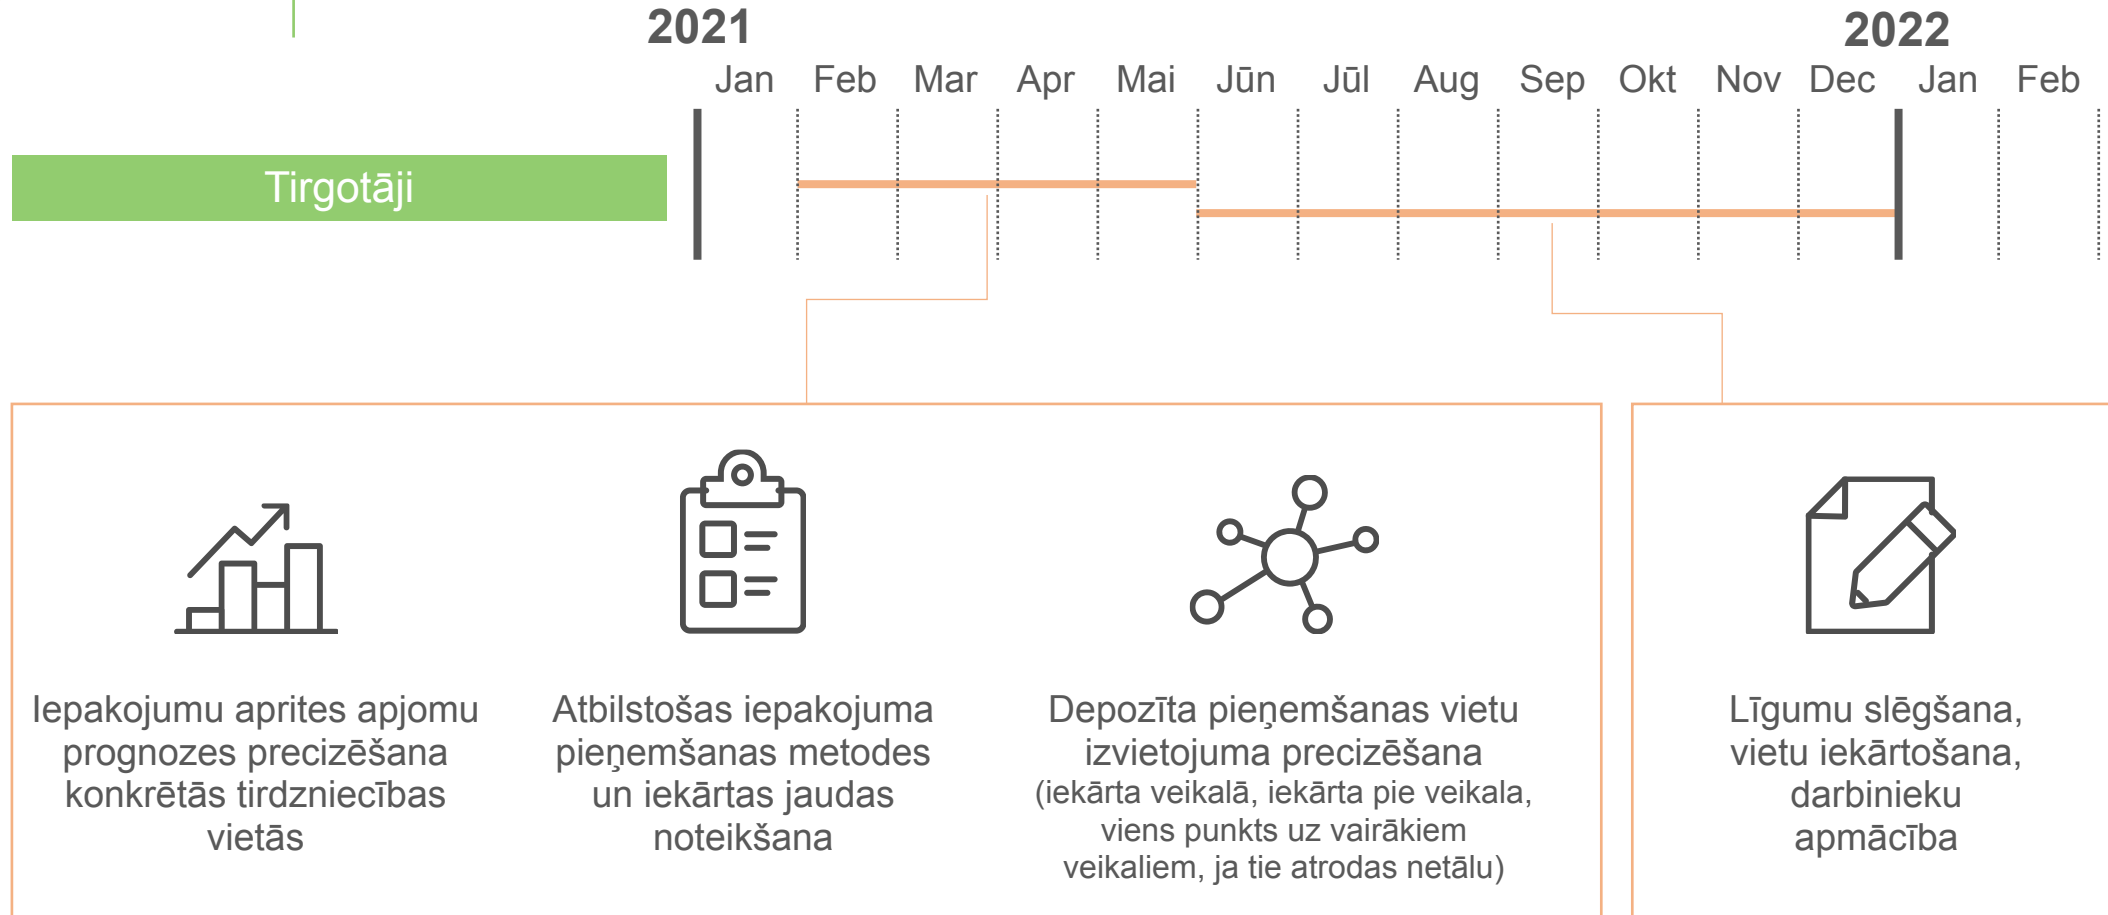 2021
2022
Jan Feb Mar Apr Mai Jūn Jūl Aug Sep Okt Nov Dec Jan Feb
Tirgotāji
Iepakojumu aprites apjomu
prognozes precizēšana
konkrētās tirdzniecības
vietās
Atbilstošas iepakojuma
pieņemšanas metodes
un iekārtas jaudas
noteikšana
Depozīta pieņemšanas vietu
izvietojuma precizēšana
(iekārta veikalā, iekārta pie veikala,
viens punkts uz vairākiem
veikaliem, ja tie atrodas netālu)
Līgumu slēgšana,
vietu iekārtošana,
darbinieku
apmācība